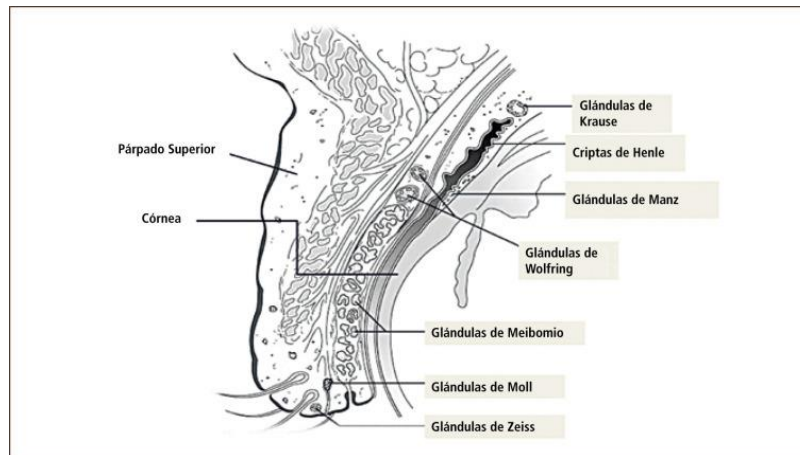 Glándulas de
Krause
Párpado Superior
Criptas de Henle
Glándulas de Manz
Córnea
Glándulas de
Wolfring
Glándulas de Meibomio
Glándulas de Moll
Glándulas de Zeiss